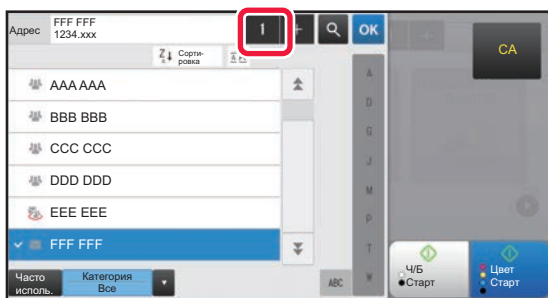 Адрес
FFF FFF
1234.xxx
1
+
OK
CA
Z
Сорти-
ровка
AAA AAA
BBB BBB
CCC CCC
DDD DDD
EEE EEE
FFF FFF
A
D
G
J
M
P
T
W
Часто
исполь.
Категория
Все
ABC
Ч/Б
Старт
Цвет
Старт